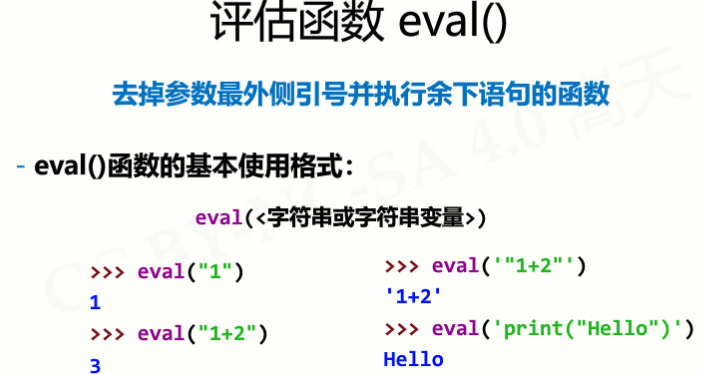 评估函数 eval()
去掉参数最外侧引号并执行余下语句的函数
- eval()函数的基本使用格式：
eval(<字符串或字符串变量>)
>>> eval("1")
1
>>> eval("1+2")
3
>>> eval('"1+2"')
'1+2'
>>> eval('print("Hello")')
Hello
CC BY-NC-SA 4.0 嵩天